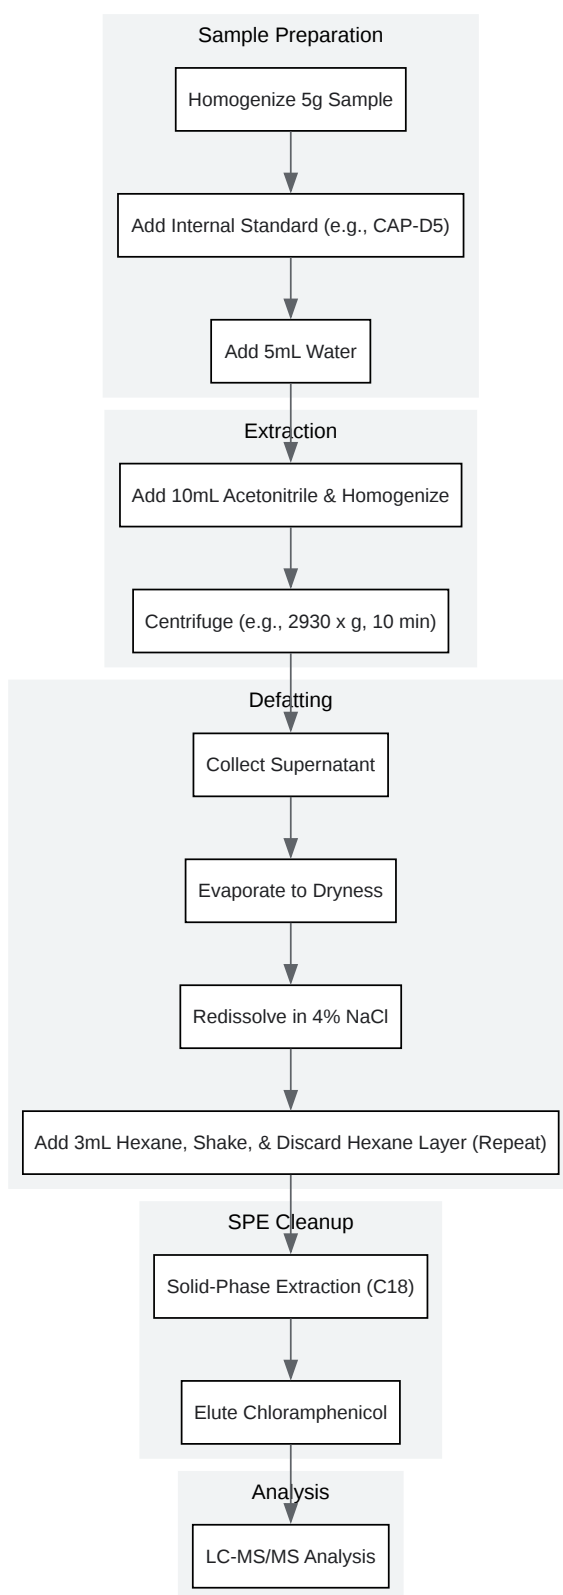 Sample Preparation
Homogenize 5g Sample
Add Internal Standard (e.g., CAP-D5)
Add 5mL Water
Extraction
Add 10mL Acetonitrile & Homogenize
Centrifuge (e.g., 2930 x g, 10 min)
Defatting
Collect Supernatant
Evaporate to Dryness
Redissolve in 4% NaCl
Add 3mL Hexane, Shake, & Discard Hexane Layer (Repeat)
SPE Cleanup
Solid-Phase Extraction (C18)
Elute Chloramphenicol
Analysis
LC-MS/MS Analysis